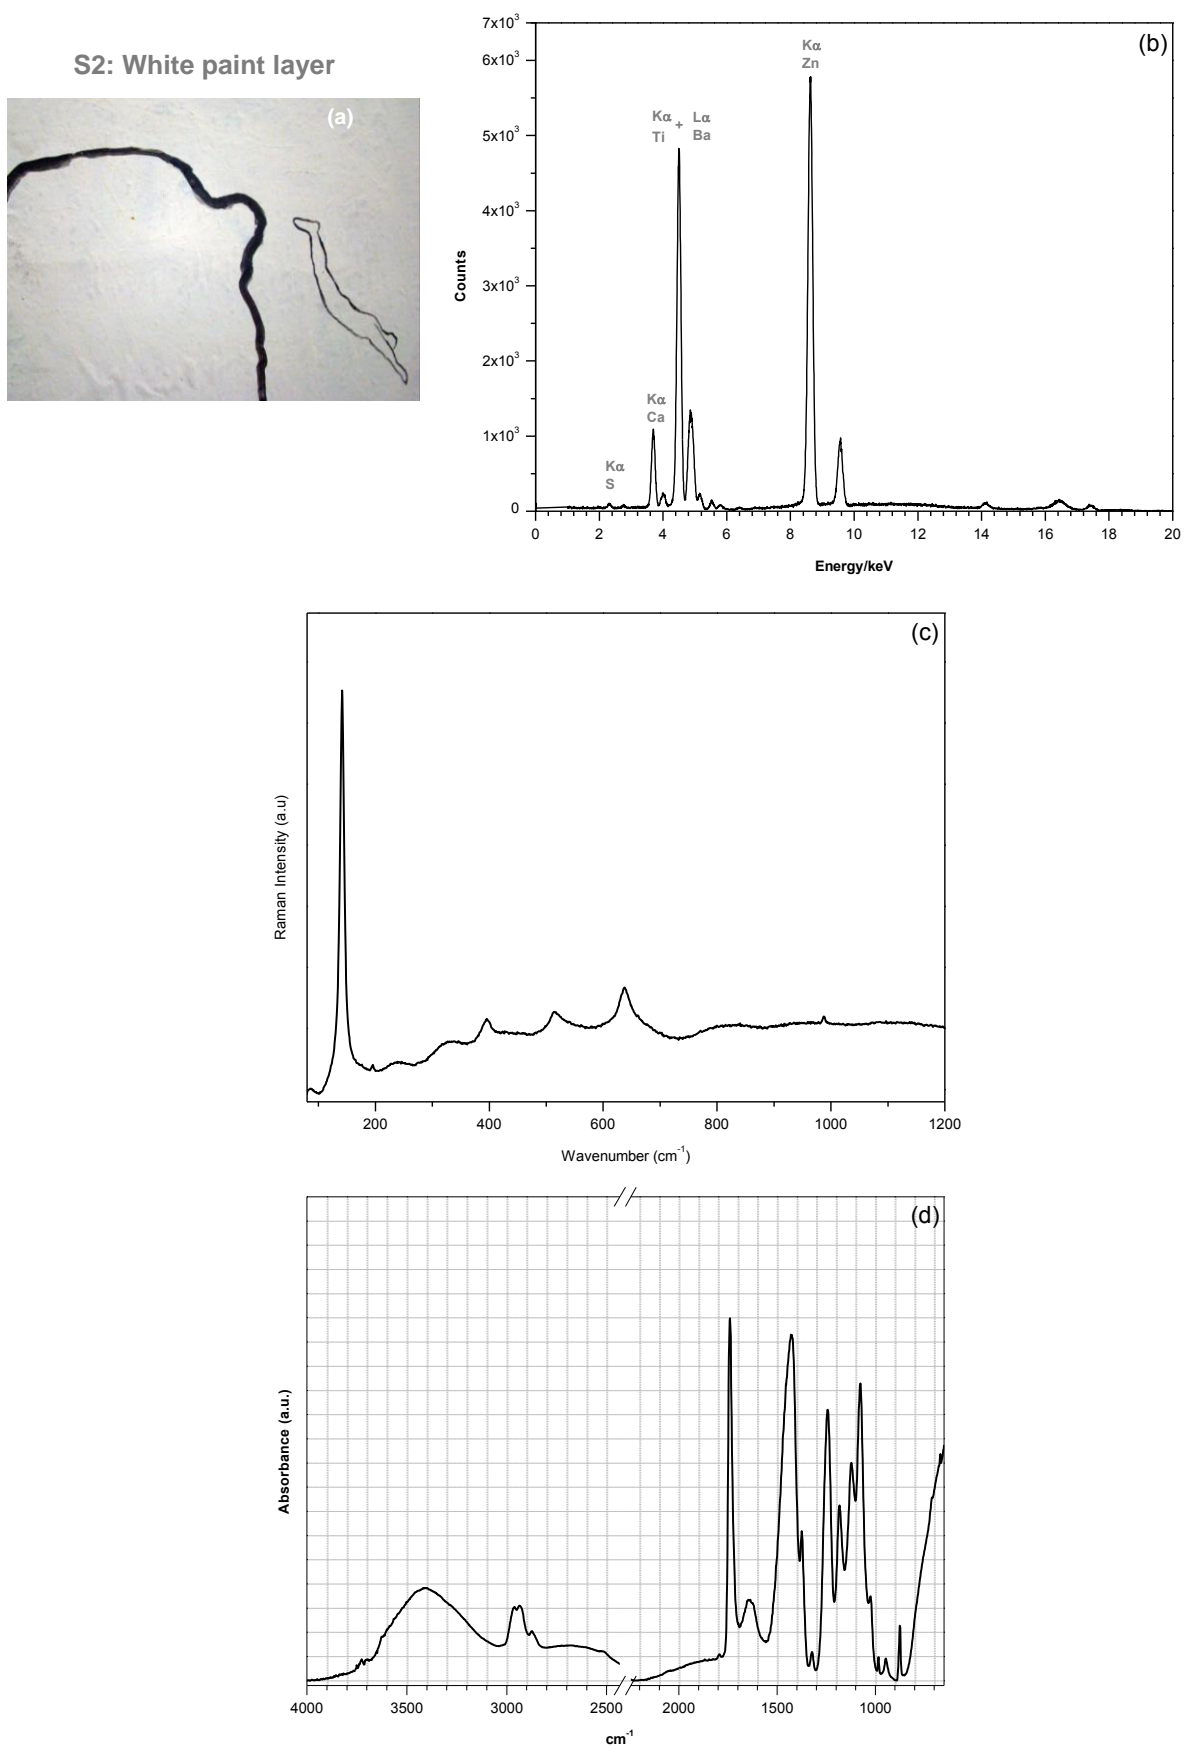 S2: White paint layer
(a)
(b)
7x10³
6x10³
5x10³
4x10³
3x10³
2x10³
1x10³
0
Counts
Kα
S
Kα
Ca
Kα + Lα
Ti Ba
Kα
Zn
0 2 4 6 8 10 12 14 16 18 20
Energy/keV
(c)
Raman Intensity (a.u)
200 400 600 800 1000 1200
Wavenumber (cm⁻¹)
(d)
Absorbance (a.u.)
4000 3500 3000 2500 2000 1500 1000
cm⁻¹